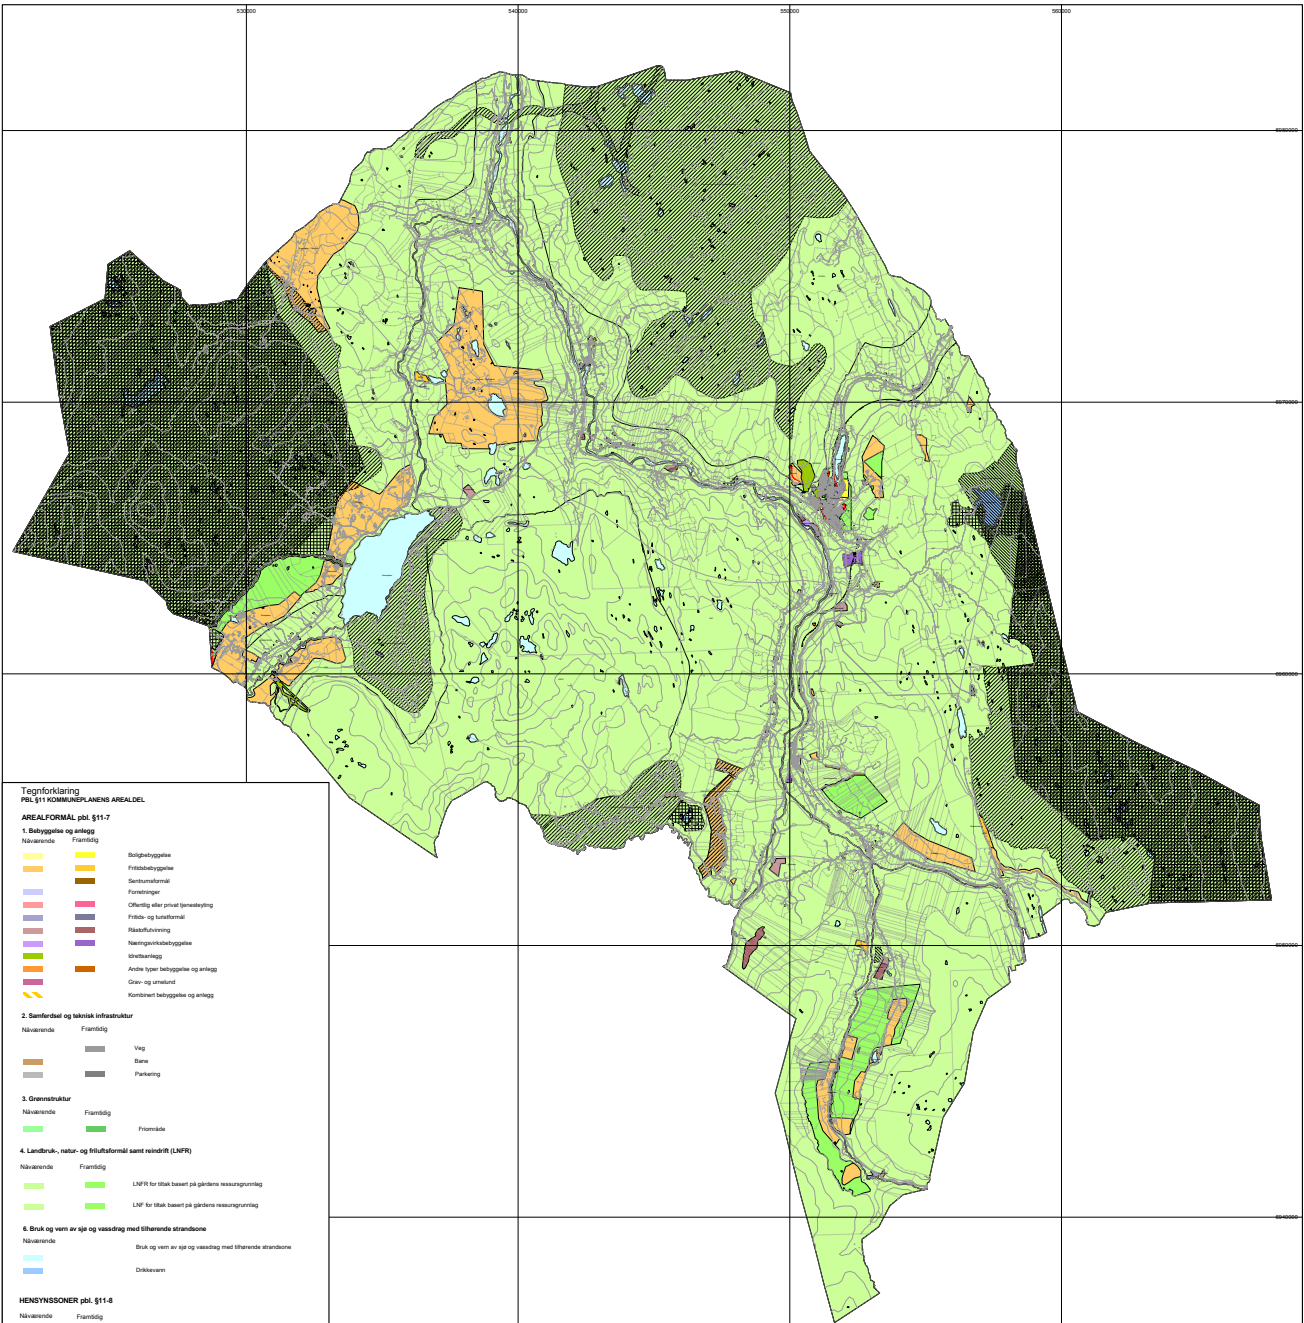 530000
540000
550000
560000
Tegnforklaring
PBL §11 KOMMUNEPLANENS AREALDEL
AREALFORMÅL pbl. §11-7
1. Bebyggelse og anlegg
Nåværende Framtidig
Boligbebyggelse
Fritidsbebyggelse
Sentrumsformål
Forretninger
Offentlig eller privat tjenesteyting
Fritids- og turistformål
Råstoffutvinning
Næringsvirksbebyggelse
Idrettsanlegg
Andre typer bebyggelse og anlegg
Grav- og urnelund
Kombinert bebyggelse og anlegg
2. Samferdsel og teknisk infrastruktur
Nåværende Framtidig
Veg
Bane
Parkering
3. Grønnstruktur
Nåværende Framtidig
Friområde
4. Landbruk-, natur- og friluftsformål samt reindrift (LNFR)
Nåværende Framtidig
LNFR for tiltak basert på gårdens ressursgrunnlag
LNF for tiltak basert på gårdens ressursgrunnlag
6. Bruk og vern av sjø og vassdrag med tilhørende strandsone
Nåværende
Bruk og vern av sjø og vassdrag med tilhørende strandsone
Drikkevann
HENSYNSSONER pbl. §11-8
Nåværende Framtidig